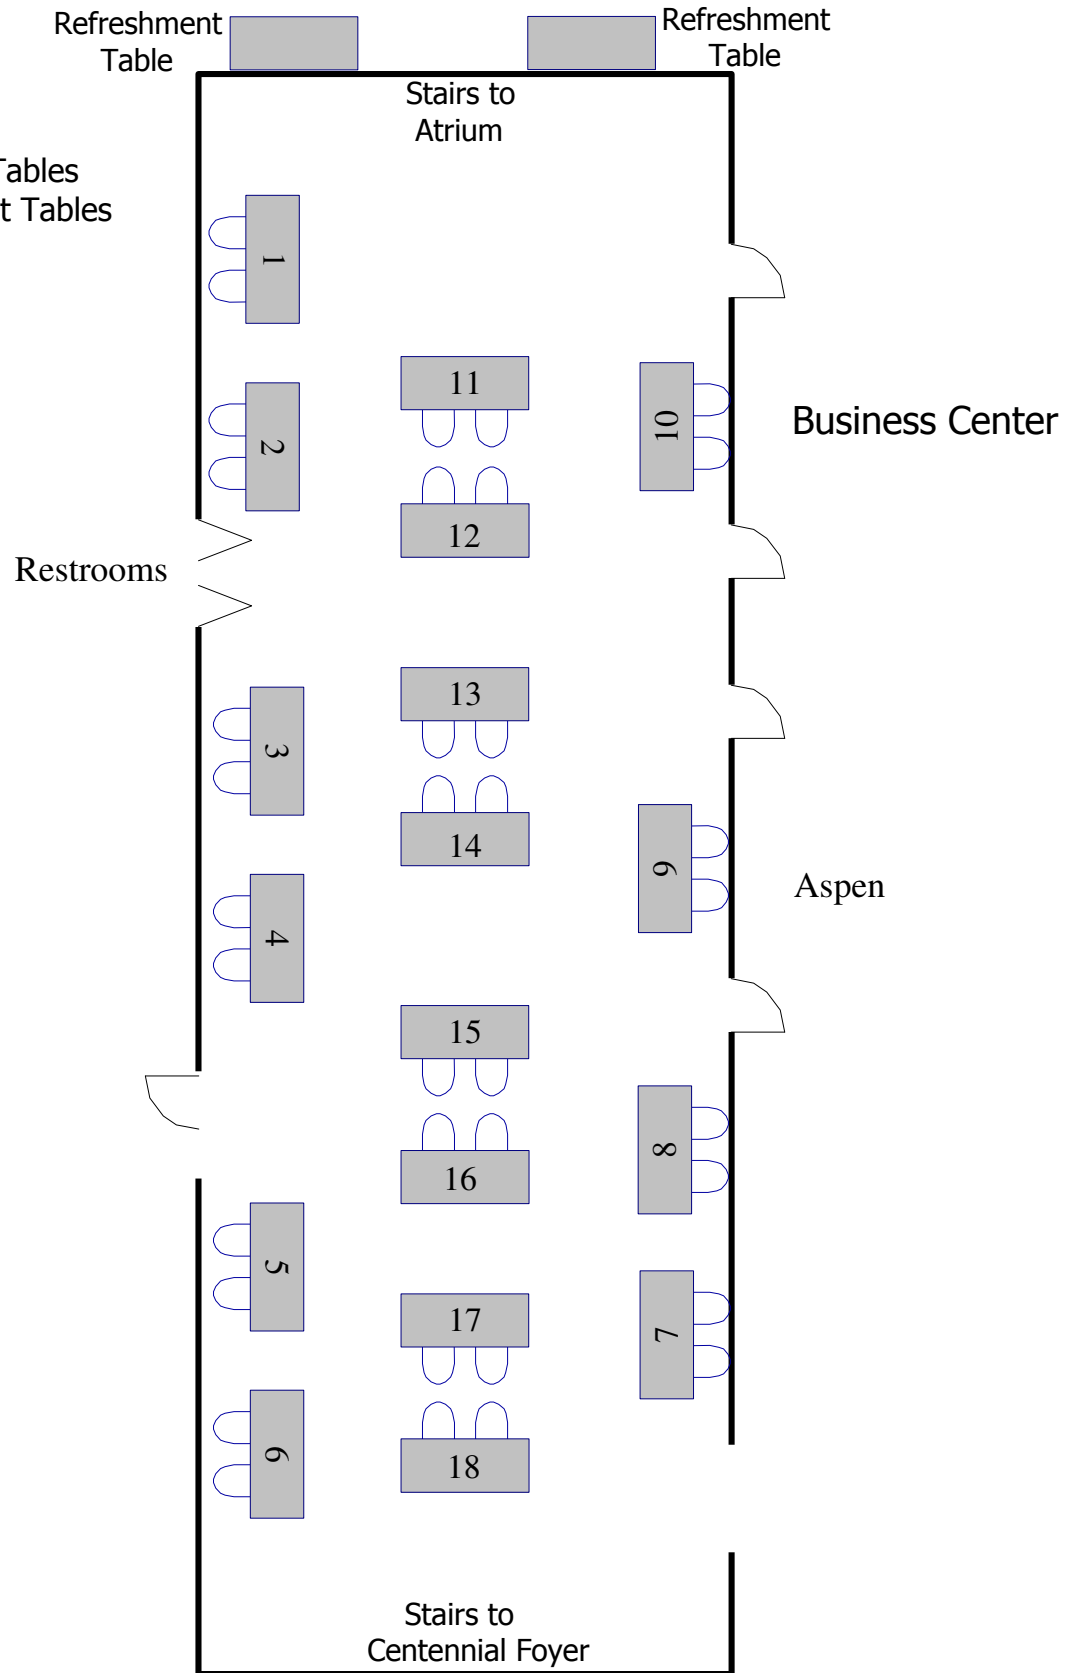 Refreshment
Table
Refreshment
Table
Stairs to
Atrium
Tables
t Tables
1
2
11
10
Business Center
12
Restrooms
13
3
14
9
Aspen
4
15
8
16
5
17
7
6
18
Stairs to
Centennial Foyer